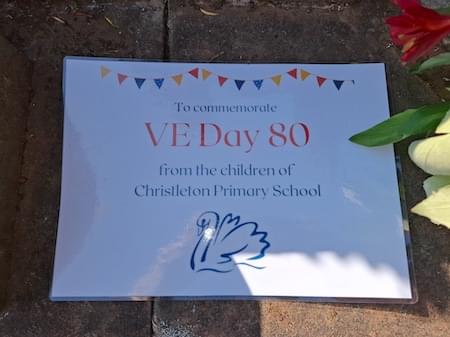 To commemorate
VE Day 80
from the children of
Christleton Primary School